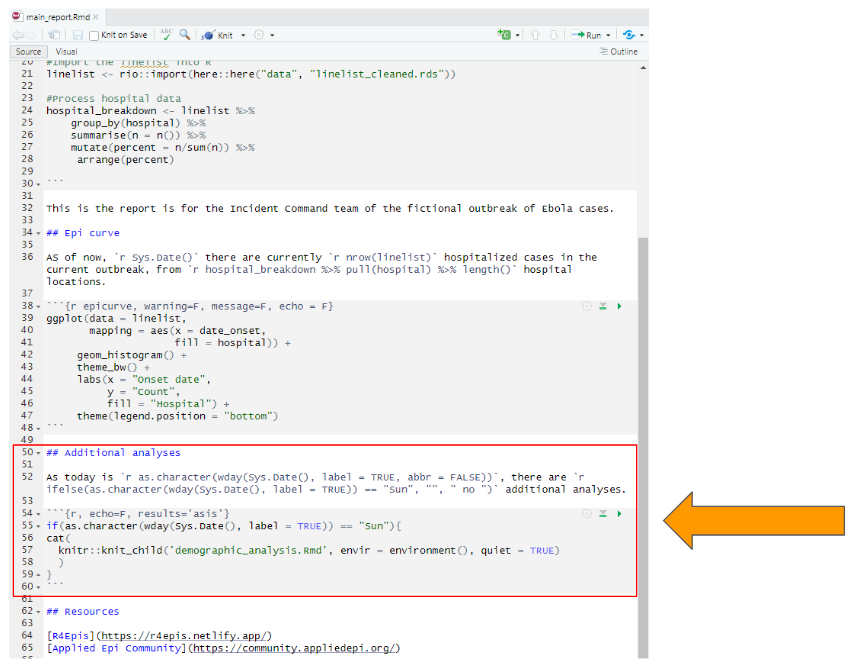 main_report.Rmd
Knit on Save
ABC
Knit
Run
Source Visual Outline
20 #Import the linelist into R
21 linelist <- rio::import(here::here("data", "linelist_cleaned.rds"))
22
23 #Process hospital data
24 hospital_breakdown <- linelist %>%
25 group_by(hospital) %>%
26 summarise(n = n()) %>%
27 mutate(percent = n/sum(n)) %>%
28 arrange(percent)
29
30 ```
31
32 This is the report is for the Incident Command team of the fictional outbreak of Ebola cases.
33
34 ## Epi curve
35
36 AS of now, `r Sys.Date()` there are currently `r nrow(linelist)` hospitalized cases in the
current outbreak, from `r hospital_breakdown %>% pull(hospital) %>% length()` hospital
locations.
37
38 ```{r epicurve, warning=F, message=F, echo = F}
39 ggplot(data = linelist,
40 mapping = aes(x = date_onset,
41 fill = hospital)) +
42 geom_histogram() +
43 theme_bw() +
44 labs(x = "Onset date",
45 y = "Count",
46 fill = "Hospital") +
47 theme(legend.position = "bottom")
48 ```
49
50 ## Additional analyses
51
52 As today is `r as.character(wday(Sys.Date(), label = TRUE, abbr = FALSE))`, there are `r
ifelse(as.character(wday(Sys.Date(), label = TRUE)) == "Sun", "", " no ")` additional analyses.
53
54 ```{r, echo=F, results='asis'}
55 if(as.character(wday(Sys.Date(), label = TRUE)) == "Sun"){
56 cat(
57 knitr::knit_child('demographic_analysis.Rmd', envir = environment(), quiet = TRUE)
58 )
59 }
60 ```
61
62 ## Resources
63
64 [R4Epis](https://r4epis.netlify.app/)
65 [Applied Epi Community](https://community.appliedepi.org/)